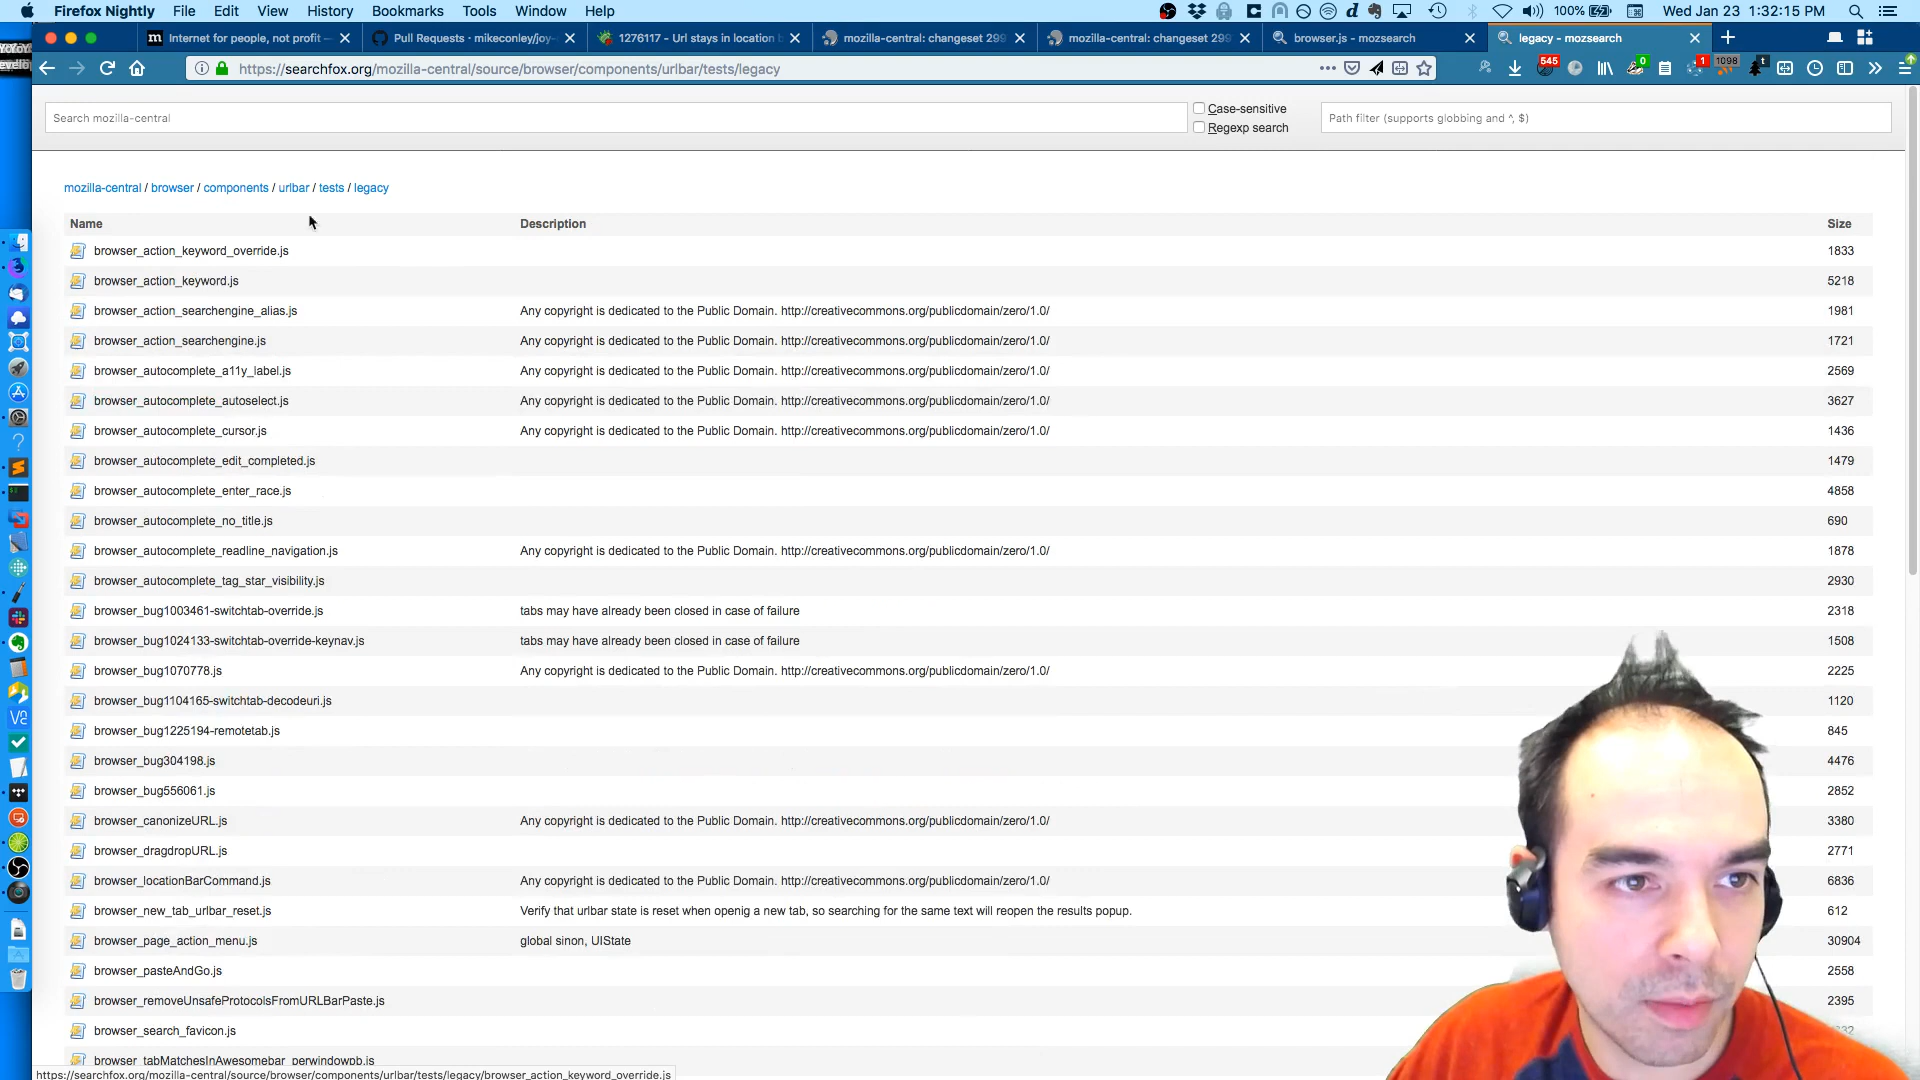 Firefox Nightly File Edit View History Bookmarks Tools Window Help 100% Wed Jan 23 1:32:15 PM
Internet for people, not profit — Pull Requests · mikeconley/joy- 1276117 - Url stays in location b mozilla-central: changeset 299 mozilla-central: changeset 299 browser.js - mozsearch legacy - mozsearch
https://searchfox.org/mozilla-central/source/browser/components/urlbar/tests/legacy 545 0 1 1098 t
Search mozilla-central Case-sensitive Path filter (supports globbing and ^, $)
Regexp search
mozilla-central / browser / components / urlbar / tests / legacy
Name Description Size
browser_action_keyword_override.js 1833
browser_action_keyword.js 5218
browser_action_searchengine_alias.js Any copyright is dedicated to the Public Domain. http://creativecommons.org/publicdomain/zero/1.0/ 1981
browser_action_searchengine.js Any copyright is dedicated to the Public Domain. http://creativecommons.org/publicdomain/zero/1.0/ 1721
browser_autocomplete_a11y_label.js Any copyright is dedicated to the Public Domain. http://creativecommons.org/publicdomain/zero/1.0/ 2569
browser_autocomplete_autoselect.js Any copyright is dedicated to the Public Domain. http://creativecommons.org/publicdomain/zero/1.0/ 3627
browser_autocomplete_cursor.js Any copyright is dedicated to the Public Domain. http://creativecommons.org/publicdomain/zero/1.0/ 1436
browser_autocomplete_edit_completed.js 1479
browser_autocomplete_enter_race.js 4858
browser_autocomplete_no_title.js 690
browser_autocomplete_readline_navigation.js Any copyright is dedicated to the Public Domain. http://creativecommons.org/publicdomain/zero/1.0/ 1878
browser_autocomplete_tag_star_visibility.js 2930
browser_bug1003461-switchtab-override.js tabs may have already been closed in case of failure 2318
browser_bug1024133-switchtab-override-keynav.js tabs may have already been closed in case of failure 1508
browser_bug1070778.js Any copyright is dedicated to the Public Domain. http://creativecommons.org/publicdomain/zero/1.0/ 2225
browser_bug1104165-switchtab-decodeuri.js 1120
browser_bug1225194-remotetab.js 845
browser_bug304198.js 4476
browser_bug556061.js 2852
browser_canonizeURL.js Any copyright is dedicated to the Public Domain. http://creativecommons.org/publicdomain/zero/1.0/ 3380
browser_dragdropURL.js 2771
browser_locationBarCommand.js Any copyright is dedicated to the Public Domain. http://creativecommons.org/publicdomain/zero/1.0/ 6836
browser_new_tab_urlbar_reset.js Verify that urlbar state is reset when openig a new tab, so searching for the same text will reopen the results popup. 612
browser_page_action_menu.js global sinon, UIState 30904
browser_pasteAndGo.js 2558
browser_removeUnsafeProtocolsFromURLBarPaste.js 2395
browser_search_favicon.js
browser_tabMatchesInAwesomebar_perwindowpb.js
https://searchfox.org/mozilla-central/source/browser/components/urlbar/tests/legacy/browser_action_keyword_override.js